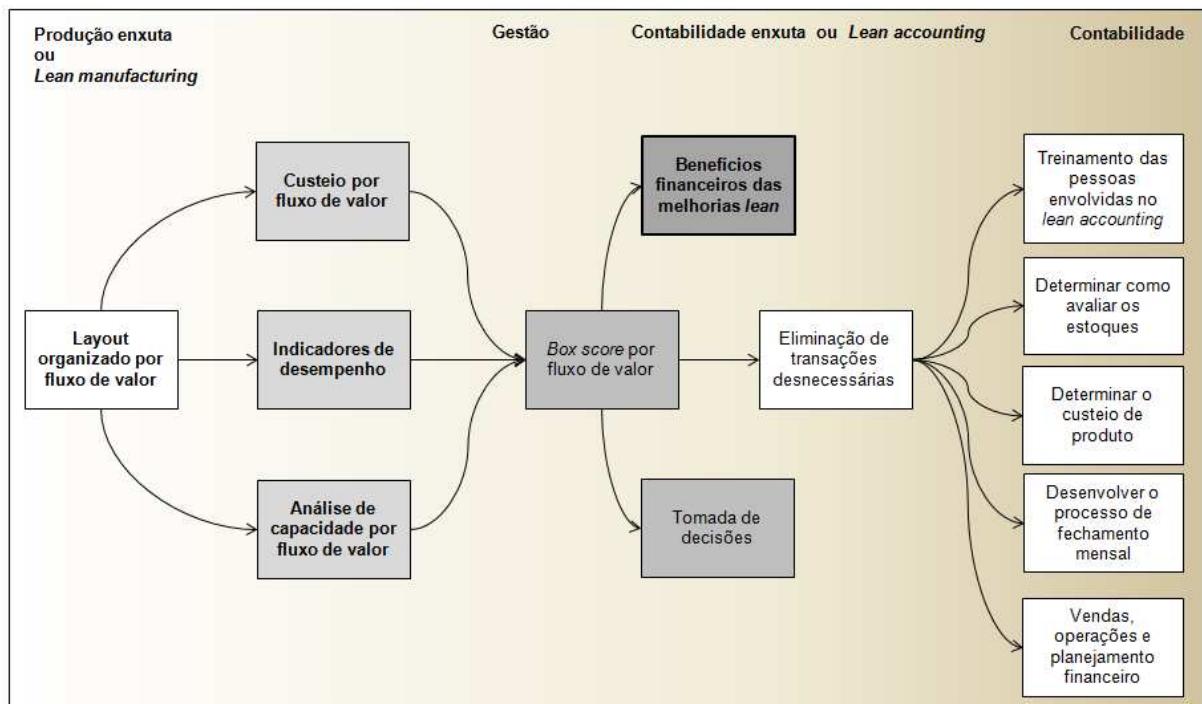 Produção enxuta
ou
Lean manufacturing
Gestão
Contabilidade enxuta ou Lean accounting
Contabilidade
Layout
organizado por
fluxo de valor
Custeio por
fluxo de valor
Indicadores de
desempenho
Análise de
capacidade por
fluxo de valor
Box score por
fluxo de valor
Benefícios
financeiros das
melhorias lean
Tomada de
decisões
Eliminação de
transações
desnecessárias
Treinamento das
pessoas
envolvidas no
lean accounting
Determinar como
avaliar os
estoques
Determinar o
custeio de
produto
Desenvolver o
processo de
fechamento
mensal
Vendas,
operações e
planejamento
financeiro